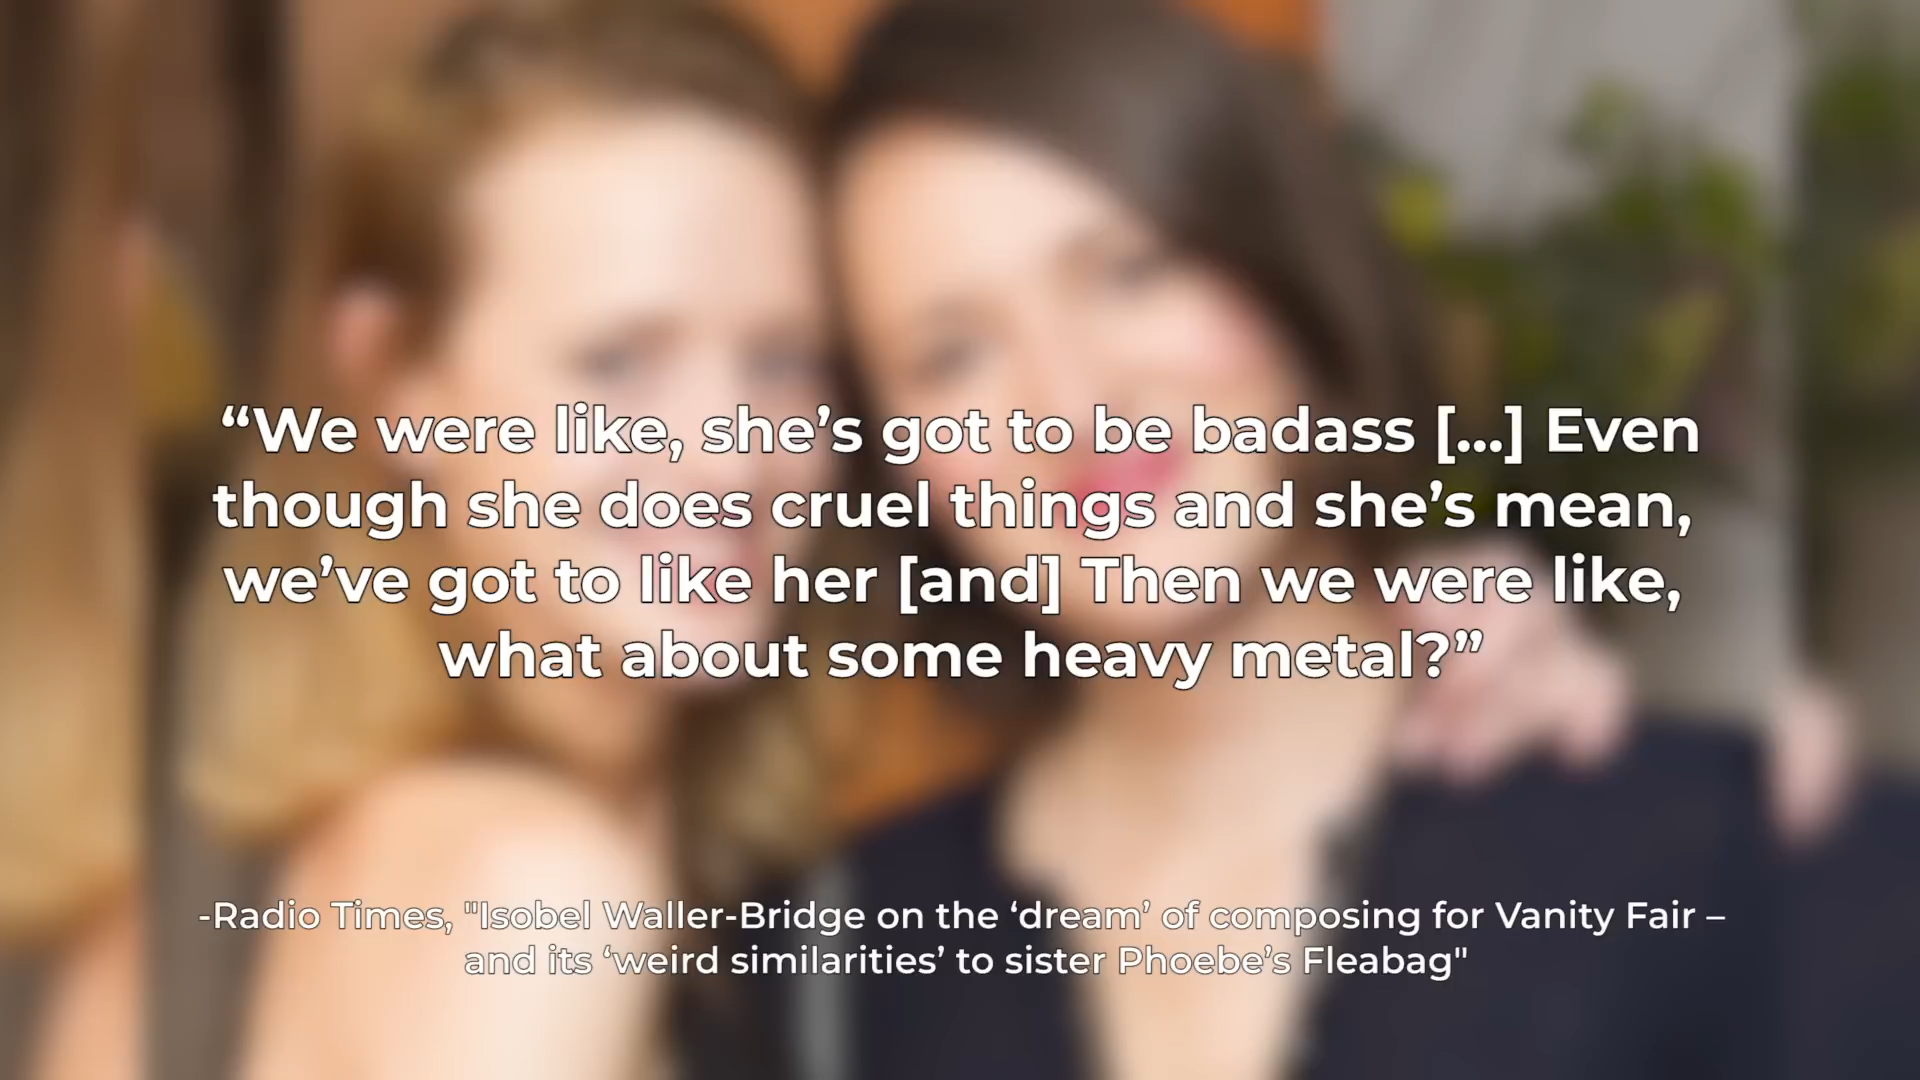 “We were like, she’s got to be badass [...] Even
though she does cruel things and she’s mean,
we’ve got to like her [and] Then we were like,
what about some heavy metal?”
-Radio Times, "Isobel Waller-Bridge on the ‘dream’ of composing for Vanity Fair –
and its ‘weird similarities’ to sister Phoebe’s Fleabag"